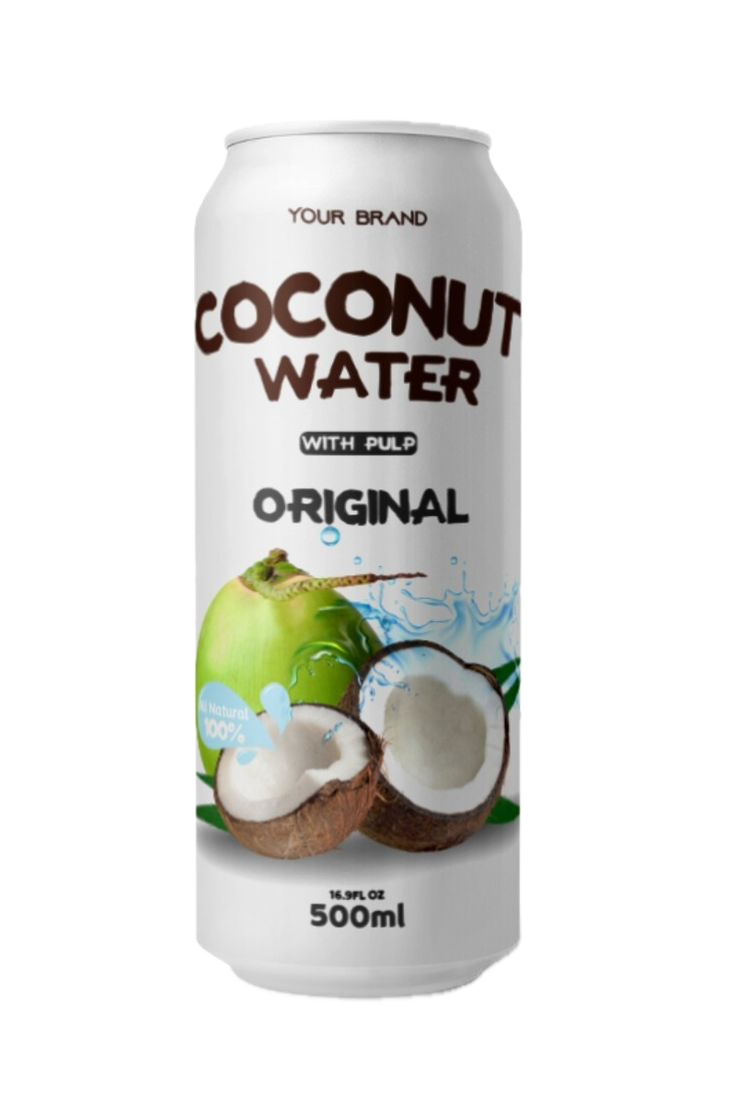 YOUR BRAND
COCONUT
WATER
WITH PULP
ORIGINAL
All Natural
100%
16.9FL OZ
500ml